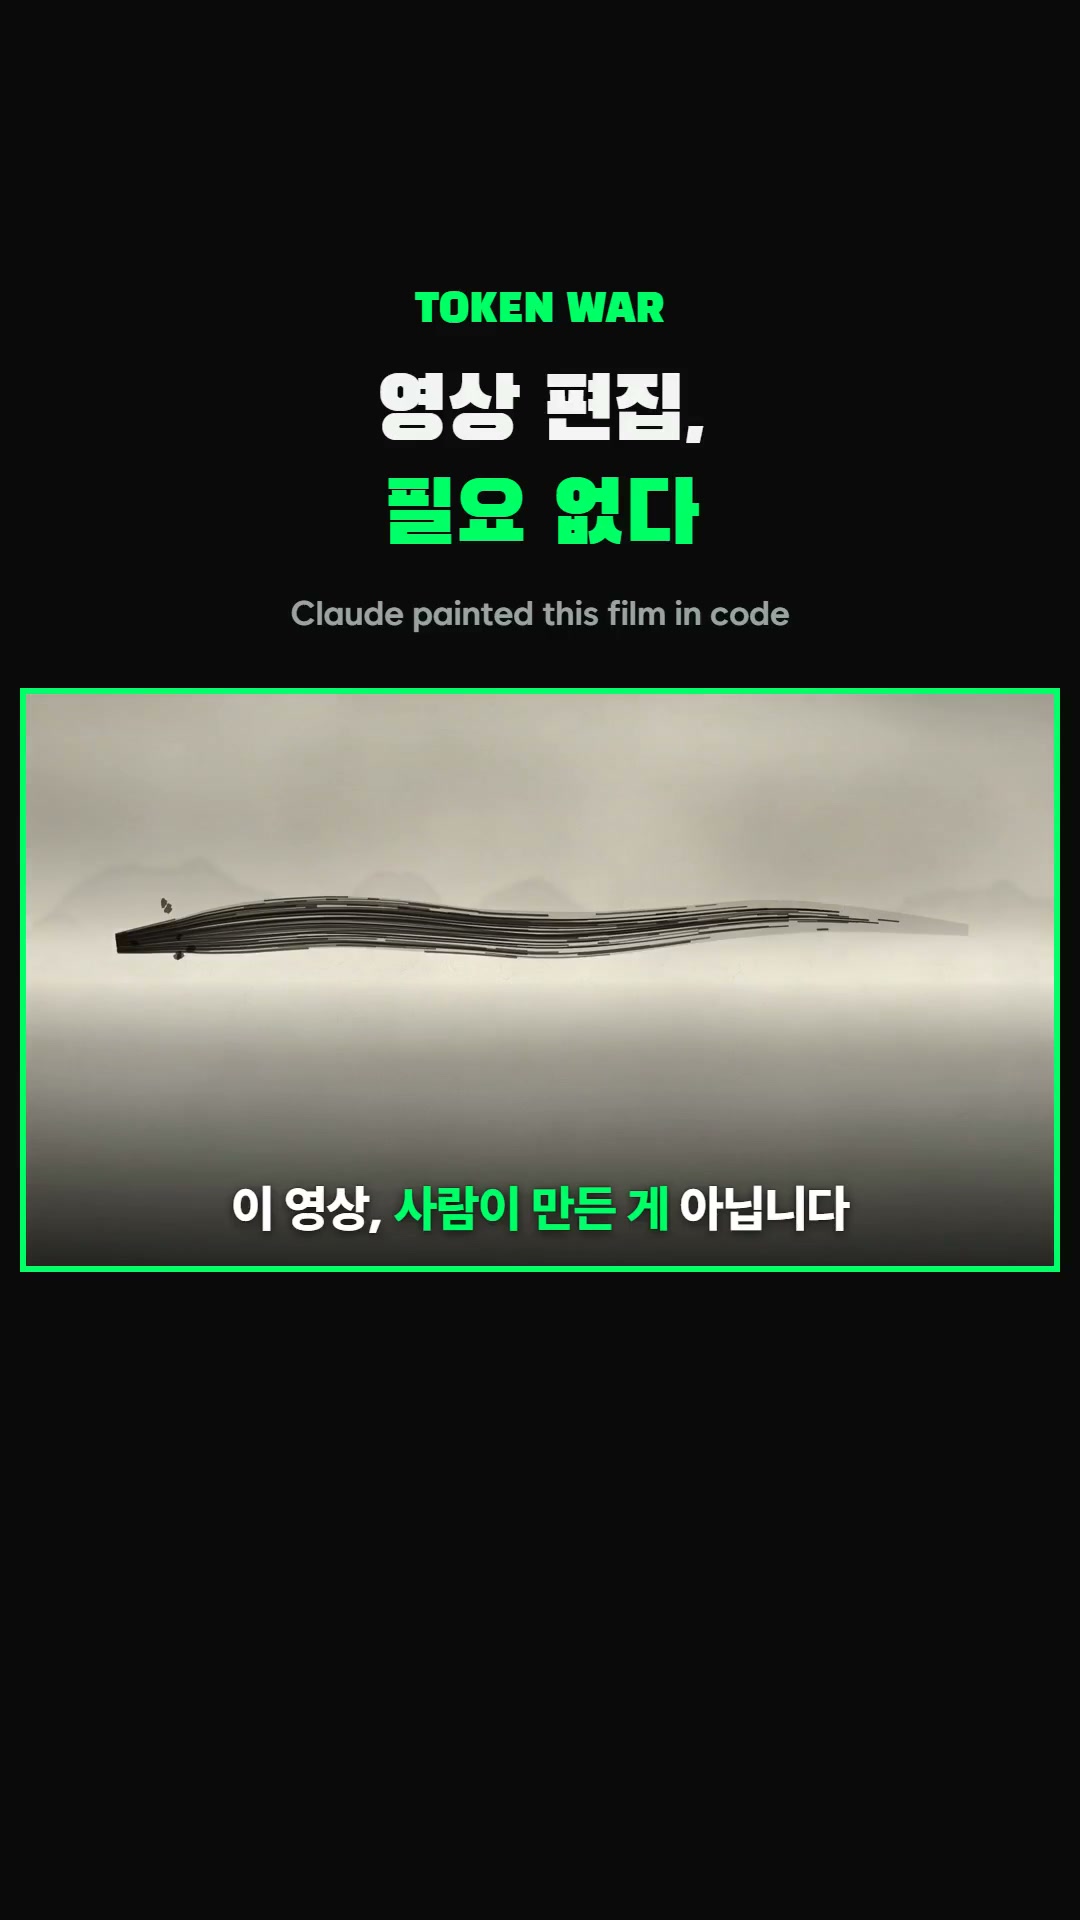 TOKEN WAR
영상 편집,
필요 없다
Claude painted this film in code
이 영상, 사람이 만든 게 아닙니다